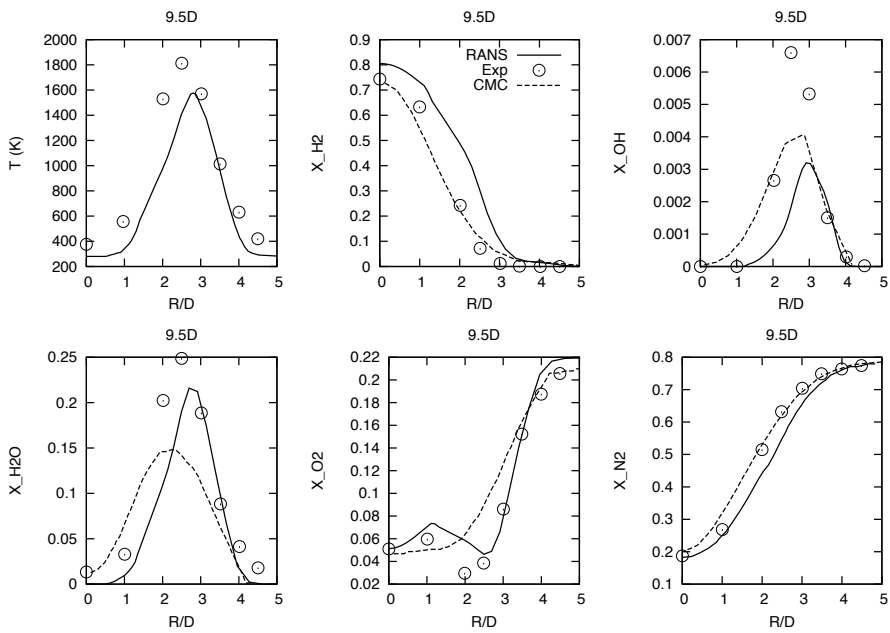 9.5D
2000
1800
1600
1400
1200
1000
800
600
400
200
T (K)
0 1 2 3 4 5
R/D
9.5D
RANS
Exp
CMC
0.9
0.8
0.7
0.6
0.5
0.4
0.3
0.2
0.1
0
X_H2
0 1 2 3 4 5
R/D
9.5D
0.007
0.006
0.005
0.004
0.003
0.002
0.001
0
X_OH
0 1 2 3 4 5
R/D
9.5D
0.25
0.2
0.15
0.1
0.05
0
X_H2O
0 1 2 3 4 5
R/D
9.5D
0.22
0.2
0.18
0.16
0.14
0.12
0.1
0.08
0.06
0.04
0.02
X_O2
0 1 2 3 4 5
R/D
9.5D
0.8
0.7
0.6
0.5
0.4
0.3
0.2
0.1
X_N2
0 1 2 3 4 5
R/D